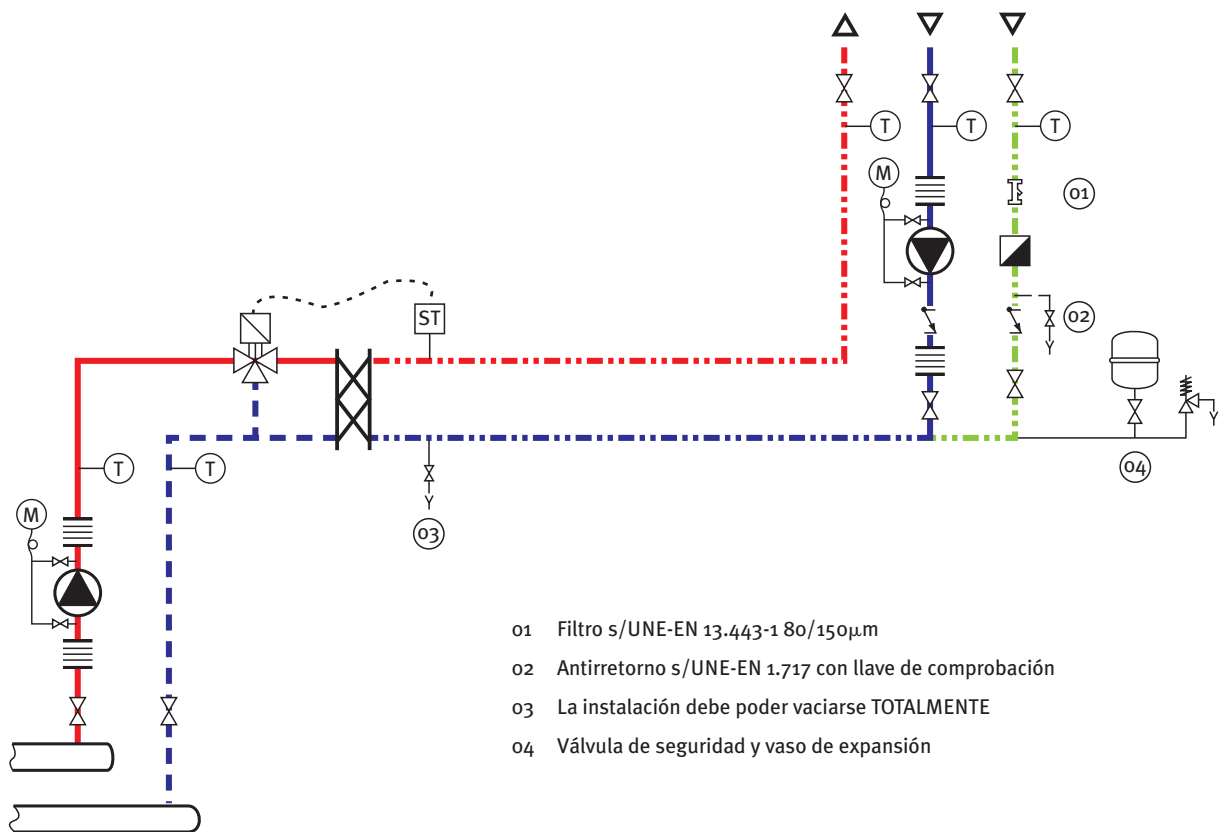 T
T
T
M
01
02
ST
04
T
T
M
03
01 Filtro s/UNE-EN 13.443-1 80/150µm
02 Antirretorno s/UNE-EN 1.717 con llave de comprobación
03 La instalación debe poder vaciarse TOTALMENTE
04 Válvula de seguridad y vaso de expansión